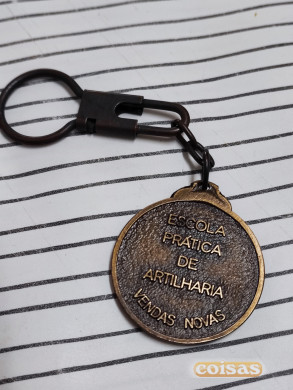 ESCOLA
PRÁTICA
DE
ARTILHARIA
VENDAS NOVAS
coisas